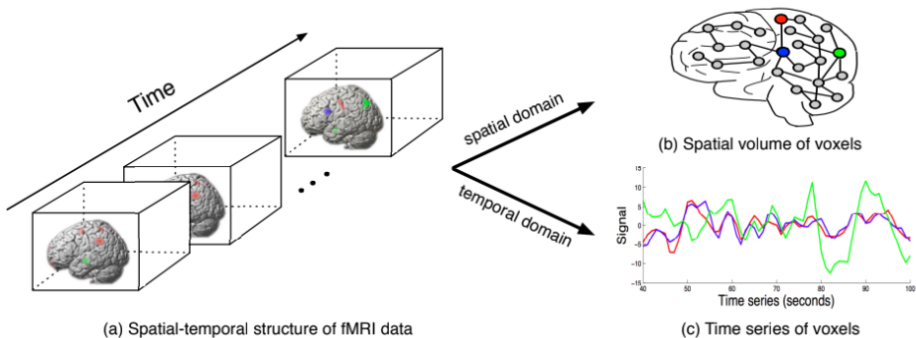 Time
(a) Spatial-temporal structure of fMRI data
spatial domain
temporal domain
(b) Spatial volume of voxels
Signal
15
10
5
0
-5
-10
-15
40 50 60 70 80 90 100
Time series (seconds)
(c) Time series of voxels